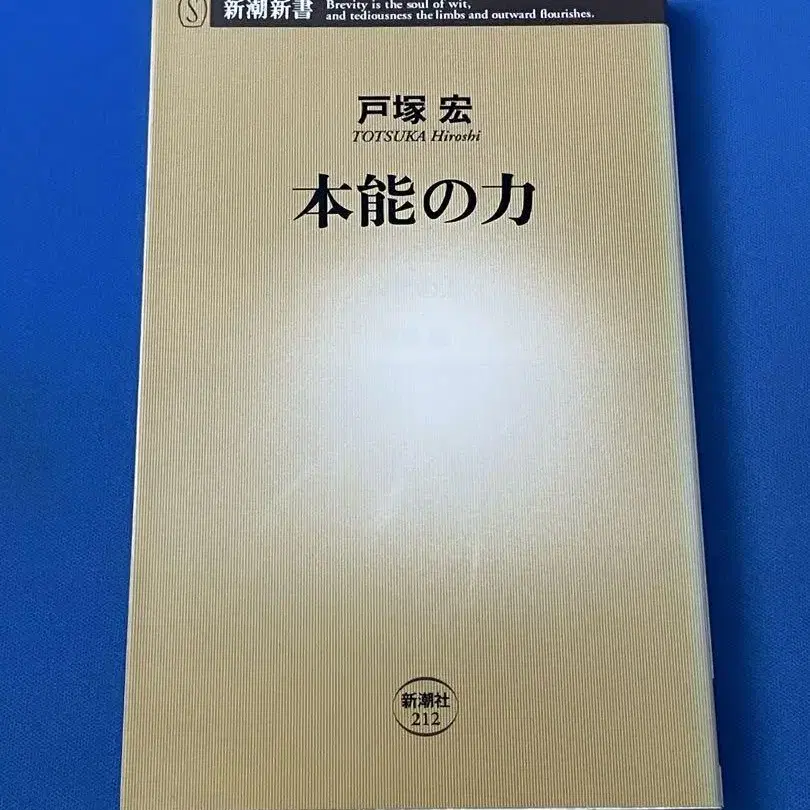 S 新潮新書
Brevity is the soul of wit,
and tediousness the limbs and outward flourishes.
戸塚 宏
TOTSUKA Hiroshi
本能の力
新潮社
212